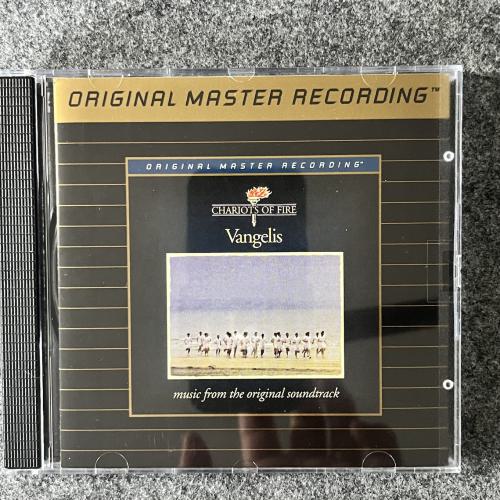 ORIGINAL MASTER RECORDING™
ORIGINAL MASTER RECORDING™
CHARIOTS OF FIRE
Vangelis
music from the original soundtrack